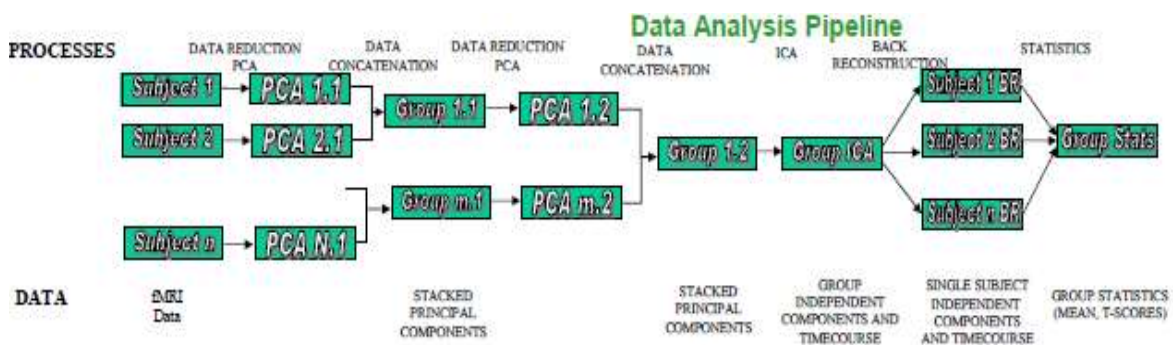 Data Analysis Pipeline
PROCESSES
DATA REDUCTION
PCA
DATA
CONCATENATION
DATA REDUCTION
PCA
DATA
CONCATENATION
ICA
BACK
RECONSTRUCTION
STATISTICS
Subject 1
PCA 1.1
Group 1.1
PCA 1.2
Subject 1 BR
Subject 2
PCA 2.1
Group 1.2
Group ICA
Subject 2 BR
Group Stats
Group m.1
PCA m.2
Subject n BR
Subject n
PCA N.1
DATA
fMRI
Data
STACKED
PRINCIPAL
COMPONENTS
STACKED
PRINCIPAL
COMPONENTS
GROUP
INDEPENDENT
COMPONENTS AND
TIMECOURSE
SINGLE SUBJECT
INDEPENDENT
COMPONENTS
AND TIMECOURSE
GROUP STATISTICS
(MEAN, T-SCORES)